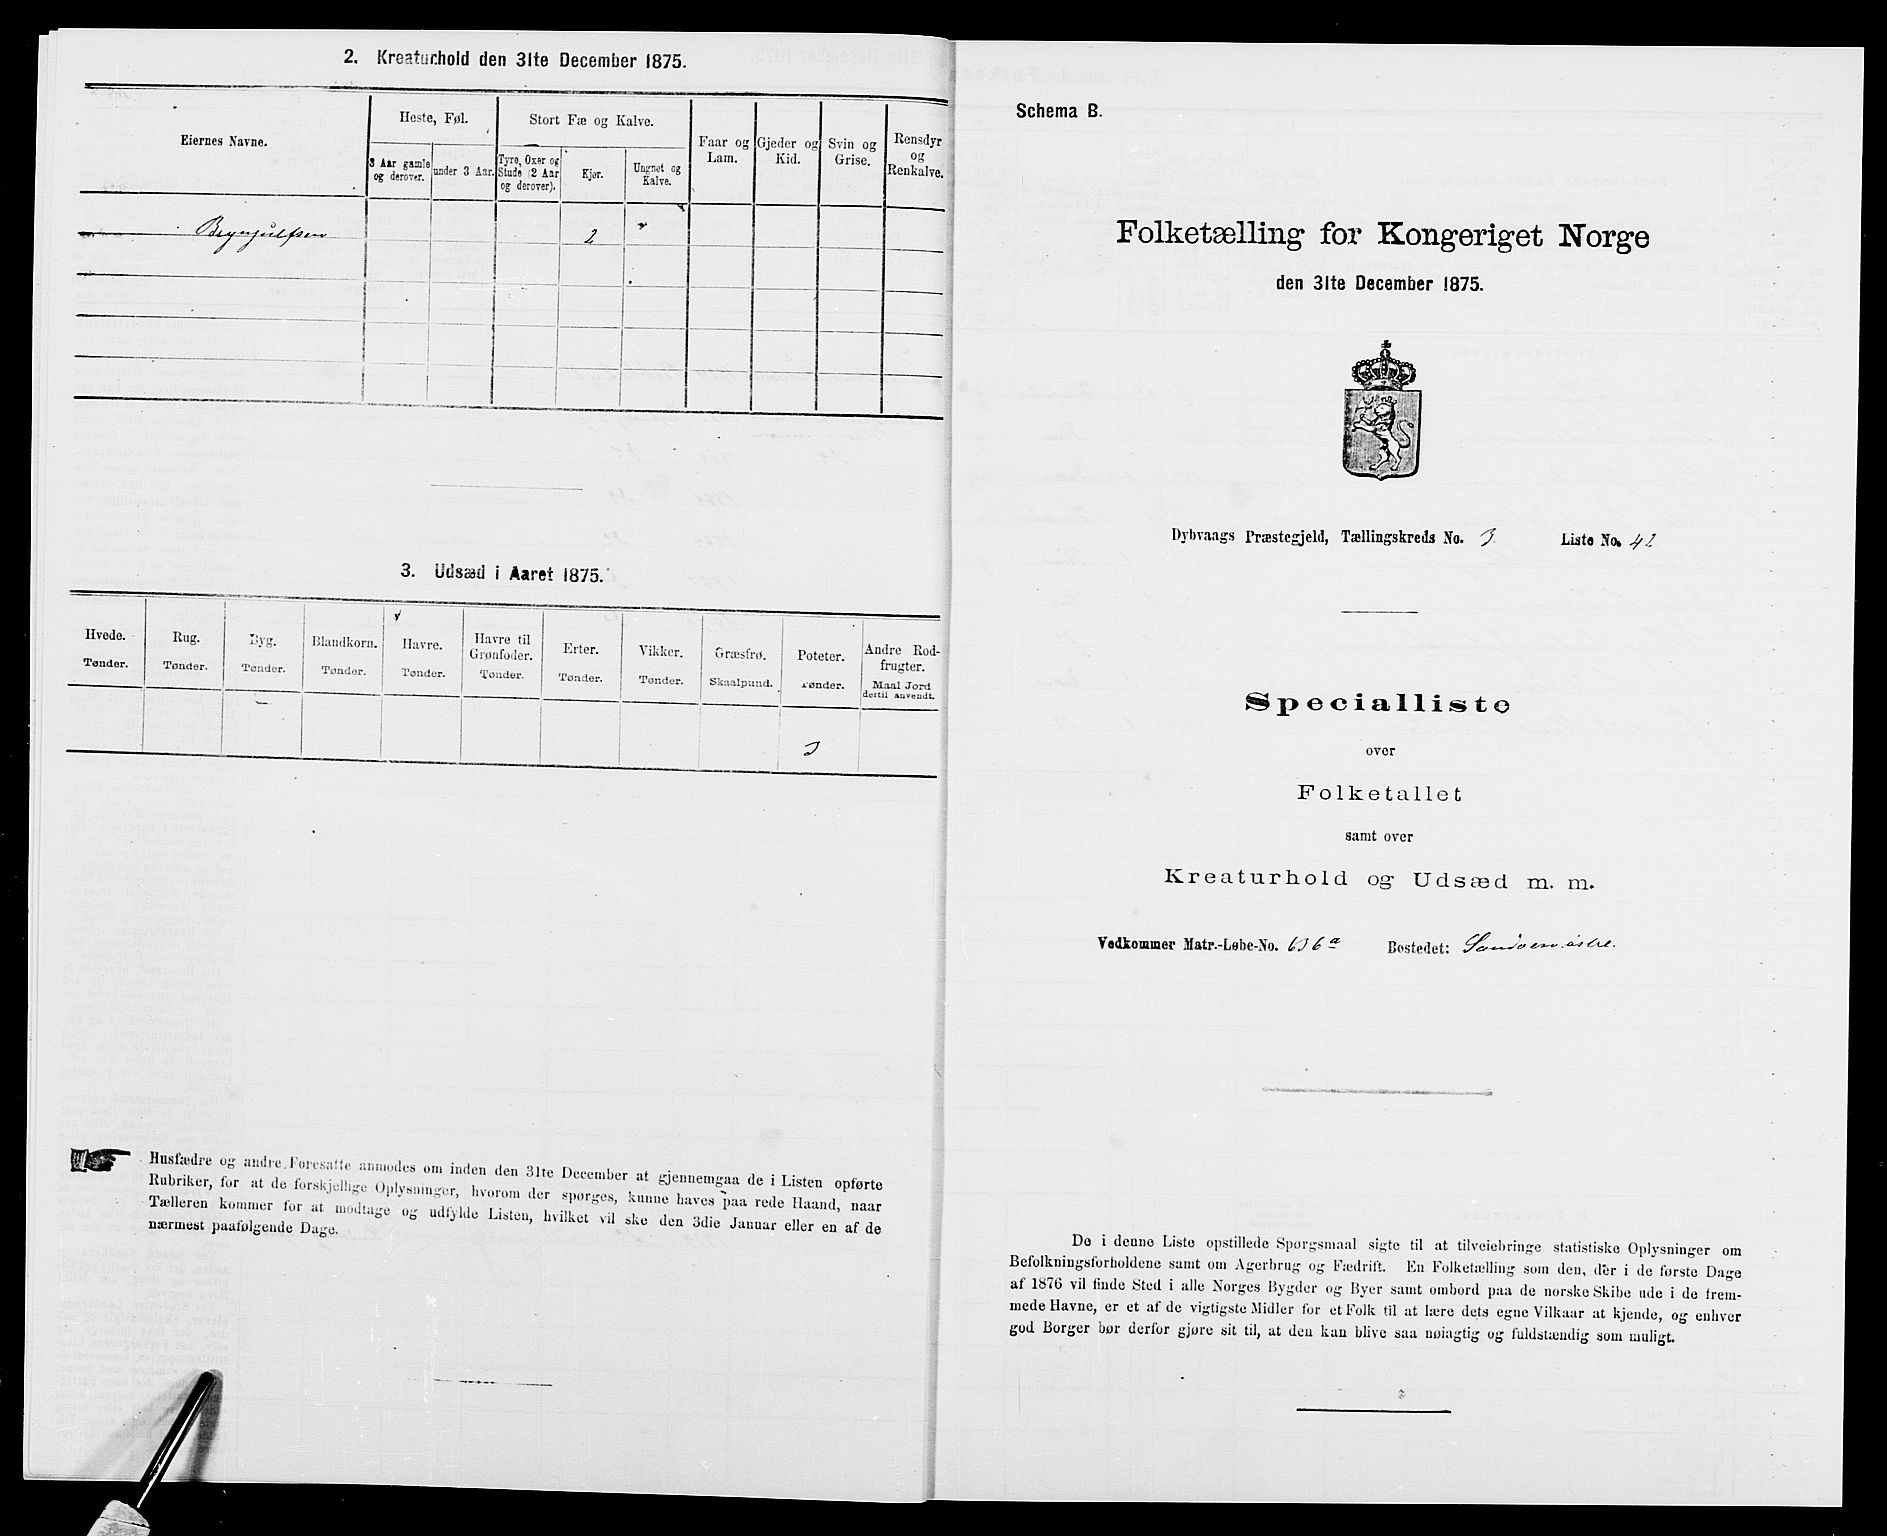 2. Kreaturhold den 31te December 1875.
Eiernes Navne.
Heste, Føl.
3 Aar gamle og derover.
under 3 Aar.
Stort Fæ og Kalve.
Tyre, Oxer og Stude (2 Aar og derover).
Kjør.
Ungnet og Kalve.
Faar og Lam.
Gjeder og Kid.
Svin og Grise.
Rensdyr og Renkalve.
Brynjulfsen 2
3. Udsæd i Aaret 1875.
Hvede. Tønder.
Rug. Tønder.
Byg. Tønder.
Blandkorn. Tønder.
Havre. Tønder.
Havre til Grønfoder. Tønder.
Erter. Tønder.
Vikker. Tønder.
Græsfrø. Skaalpund.
Poteter. Tønder.
Andre Rodfrugter. Maal Jord dertil anvendt.
Husfædre og andre Foresatte anmodes om inden den 31te December at gjennemgaa de i Listen opførte
Rubriker, for at de forskjellige Oplysninger, hvorom der spørges, kunne haves paa rede Haand, naar
Tælleren kommer for at modtage og udfylde Listen, hvilket vil ske den 3die Januar eller en af de
nærmest paafølgende Dage.
Schema B.
Folketælling for Kongeriget Norge
den 31te December 1875.
Dybvaags Præstegjeld, Tællingskreds No. 3. Liste No. 42
Specialliste
over
Folketallet
samt over
Kreaturhold og Udsæd m. m.
Vedkommer Matr.-Løbe-No. 636a Bostedet: Sandøen østre.
De i denne Liste opstillede Spørgsmaal sigte til at tilveiebringe statistiske Oplysninger om
Befolkningsforholdene samt om Agerbrug og Fædrift. En Folketælling som den, der i de første Dage
af 1876 vil finde Sted i alle Norges Bygder og Byer samt ombord paa de norske Skibe ude i de frem-
mede Havne, er et af de vigtigste Midler for et Folk til at lære dets egne Vilkaar at kjende, og enhver
god Borger bør derfor gjøre sit til, at den kan blive saa nøiagtig og fuldstændig som muligt.